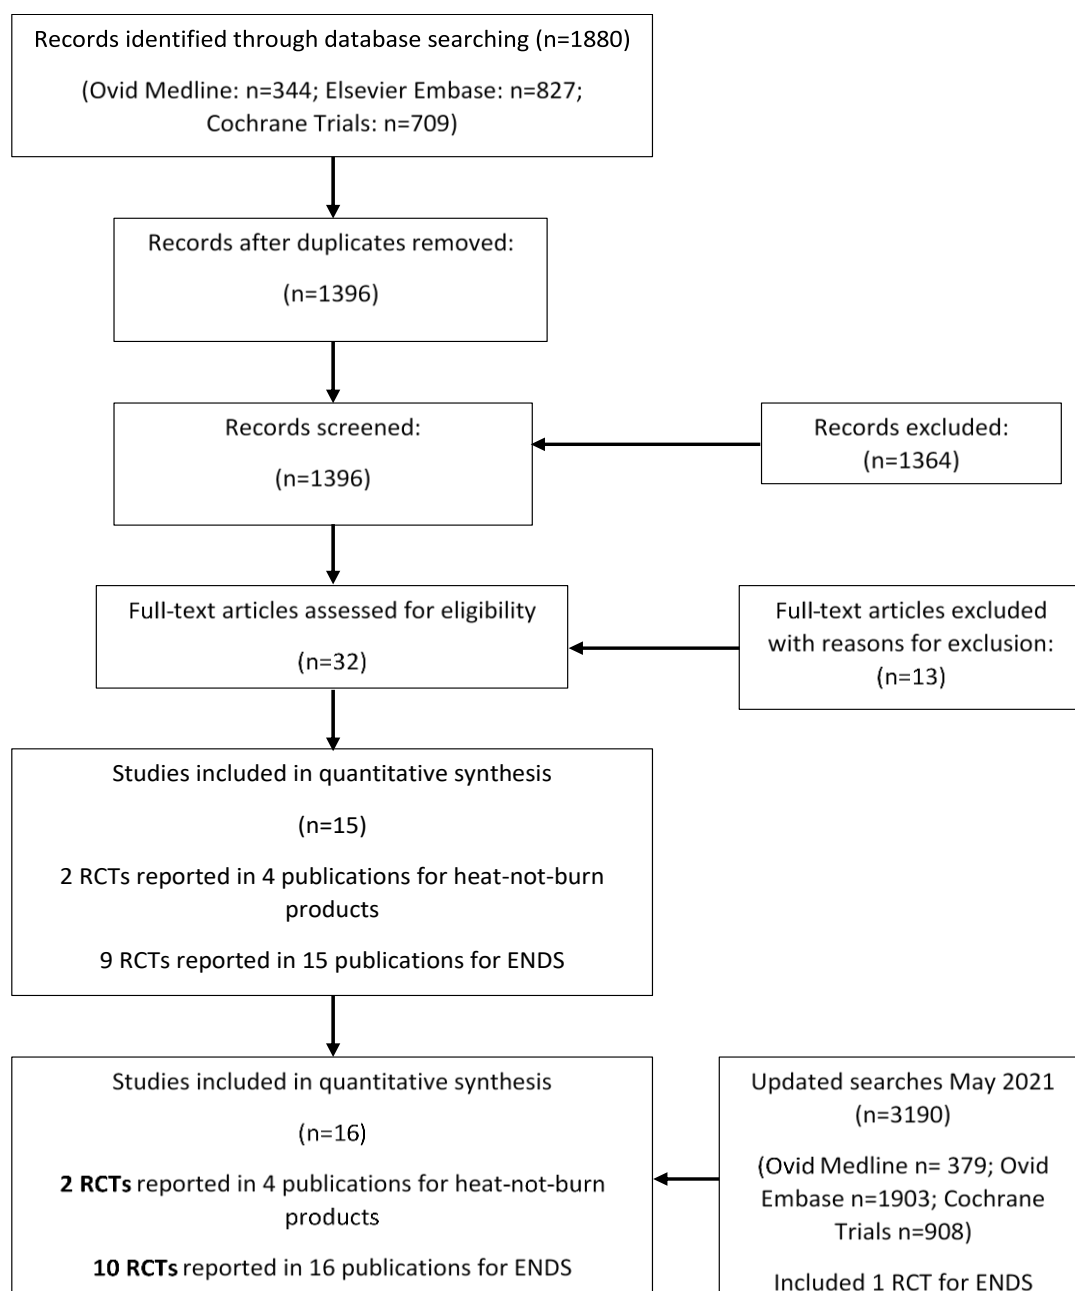 Records identified through database searching (n=1880)
(Ovid Medline: n=344; Elsevier Embase: n=827;
Cochrane Trials: n=709)
Records after duplicates removed:
(n=1396)
Records screened:
(n=1396)
Records excluded:
(n=1364)
Full-text articles assessed for eligibility
(n=32)
Full-text articles excluded
with reasons for exclusion:
(n=13)
Studies included in quantitative synthesis
(n=15)
2 RCTs reported in 4 publications for heat-not-burn
products
9 RCTs reported in 15 publications for ENDS
Studies included in quantitative synthesis
(n=16)
2 RCTs reported in 4 publications for heat-not-burn
products
10 RCTs reported in 16 publications for ENDS
Updated searches May 2021
(n=3190)
(Ovid Medline n= 379; Ovid
Embase n=1903; Cochrane
Trials n=908)
Included 1 RCT for ENDS